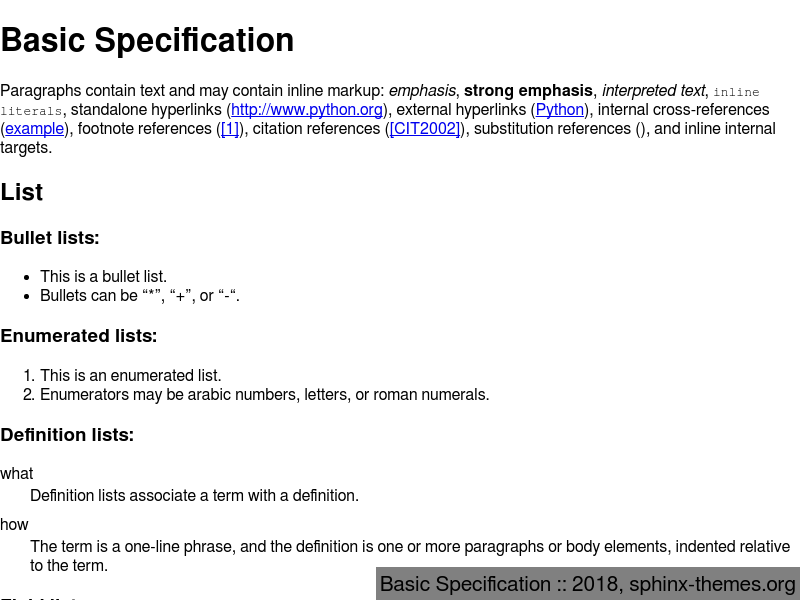 Basic Specification
Paragraphs contain text and may contain inline markup: emphasis, strong emphasis, interpreted text, inline
literals, standalone hyperlinks (http://www.python.org), external hyperlinks (Python), internal cross-references
(example), footnote references ([1]), citation references ([CIT2002]), substitution references (), and inline internal
targets.
List
Bullet lists:
• This is a bullet list.
• Bullets can be “*”, “+”, or “-“.
Enumerated lists:
1. This is an enumerated list.
2. Enumerators may be arabic numbers, letters, or roman numerals.
Definition lists:
what
Definition lists associate a term with a definition.
how
The term is a one-line phrase, and the definition is one or more paragraphs or body elements, indented relative
to the term.
Basic Specification :: 2018, sphinx-themes.org